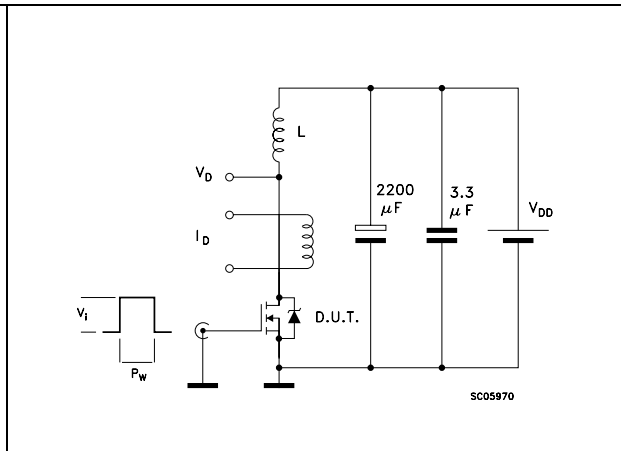 L
V_D
2200
μF
3.3
μF
V_DD
I_D
V_i
D.U.T.
P_W
SC05970